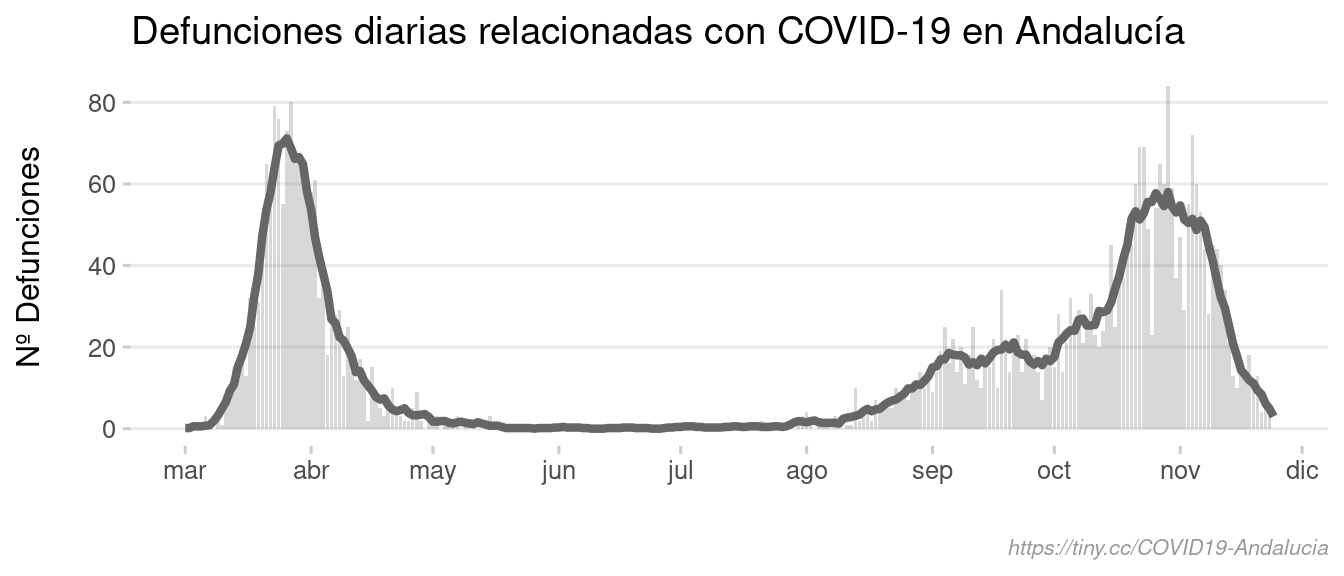 Defunciones diarias relacionadas con COVID-19 en Andalucía
Nº Defunciones
80
60
40
20
0
mar abr may jun jul ago sep oct nov dic
https://tiny.cc/COVID19-Andalucia